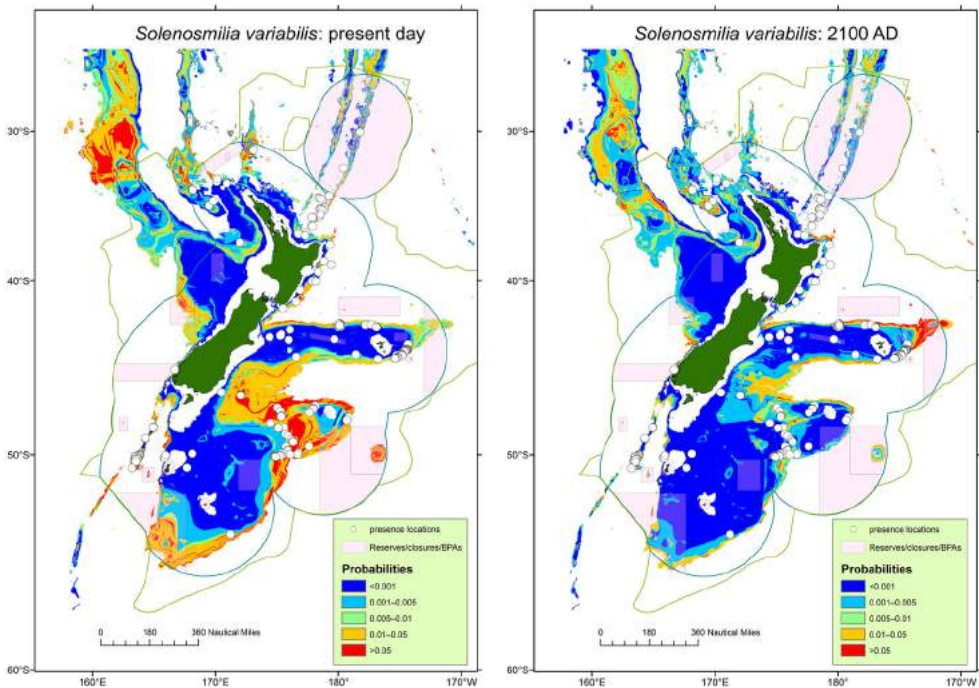 Solenosmilia variabilis: present day
30°S
40°S
50°S
60°S
160°E
170°E
180°
170°W
0
180
360 Nautical Miles
presence locations
Reserves/closures/BPAs
Probabilities
<0.001
0.001–0.005
0.005–0.01
0.01–0.05
>0.05
Solenosmilia variabilis: 2100 AD
30°S
40°S
50°S
60°S
160°E
170°E
180°
170°W
0
180
360 Nautical Miles
presence locations
Reserves/closures/BPAs
Probabilities
<0.001
0.001–0.005
0.005–0.01
0.01–0.05
>0.05